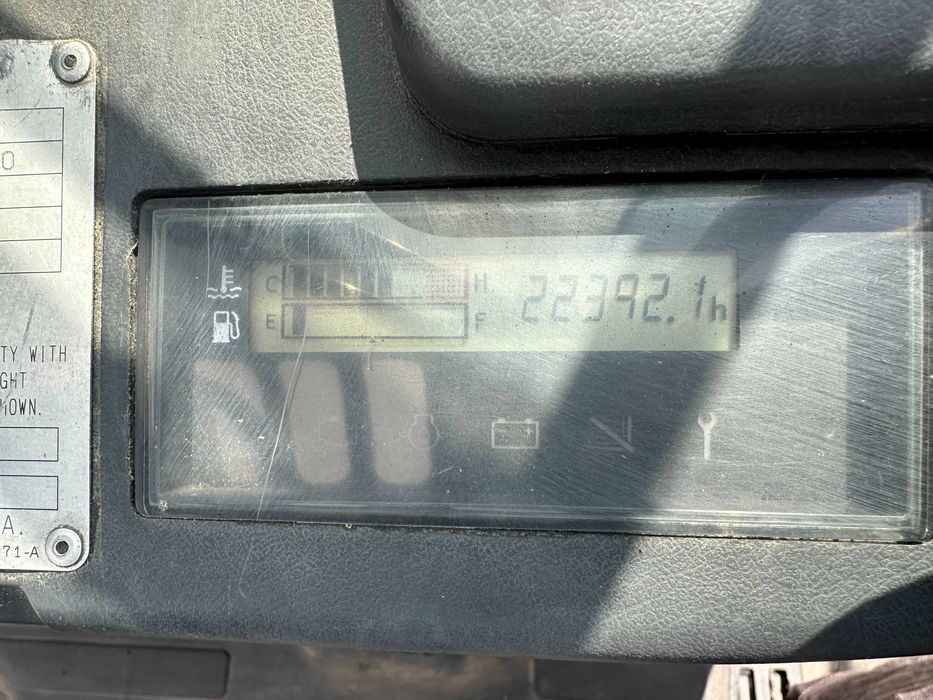 0
TY WITH
GHT
HOWN.
A.
71-A
C H 22392.1h
E F